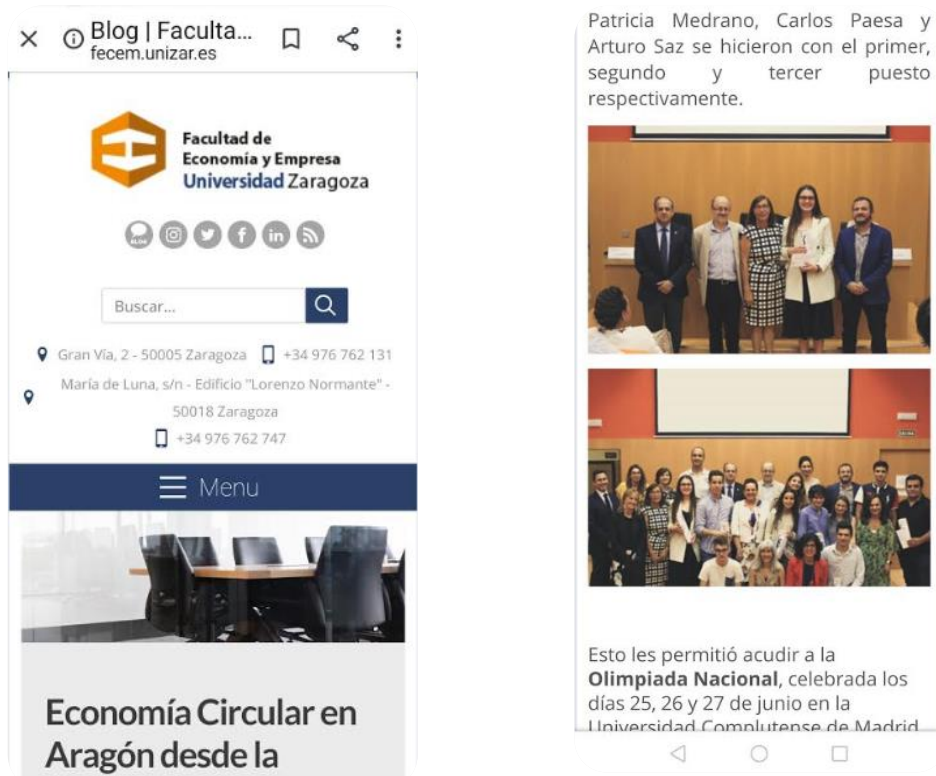 Blog | Faculta...
fecem.unizar.es
Facultad de
Economía y Empresa
Universidad Zaragoza
BLOG
Buscar...
Gran Vía, 2 - 50005 Zaragoza +34 976 762 131
María de Luna, s/n - Edificio "Lorenzo Normante" -
50018 Zaragoza
+34 976 762 747
Menu
Economía Circular en
Aragón desde la
Patricia Medrano, Carlos Paesa y
Arturo Saz se hicieron con el primer,
segundo y tercer puesto
respectivamente.
Esto les permitió acudir a la
Olimpiada Nacional, celebrada los
días 25, 26 y 27 de junio en la
Universidad Complutense de Madrid